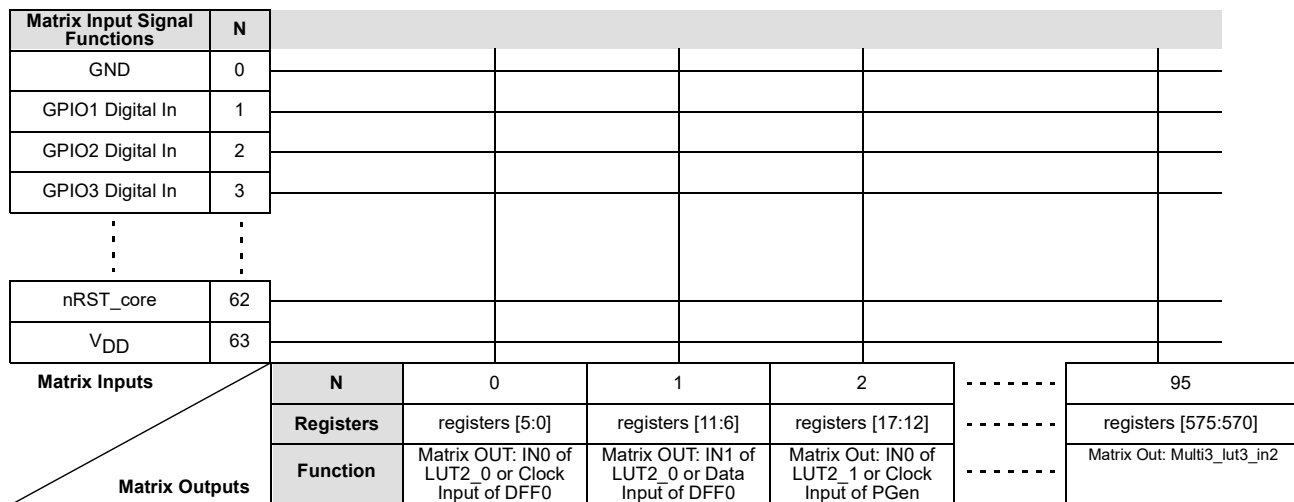 Matrix Input Signal
Functions
N
GND
0
GPIO1 Digital In
1
GPIO2 Digital In
2
GPIO3 Digital In
3
nRST_core
62
VDD
63
Matrix Inputs
N
0
1
2
95
Registers
registers [5:0]
registers [11:6]
registers [17:12]
registers [575:570]
Matrix Outputs
Function
Matrix OUT: IN0 of
LUT2_0 or Clock
Input of DFF0
Matrix OUT: IN1 of
LUT2_0 or Data
Input of DFF0
Matrix Out: IN0 of
LUT2_1 or Clock
Input of PGen
Matrix Out: Multi3_lut3_in2